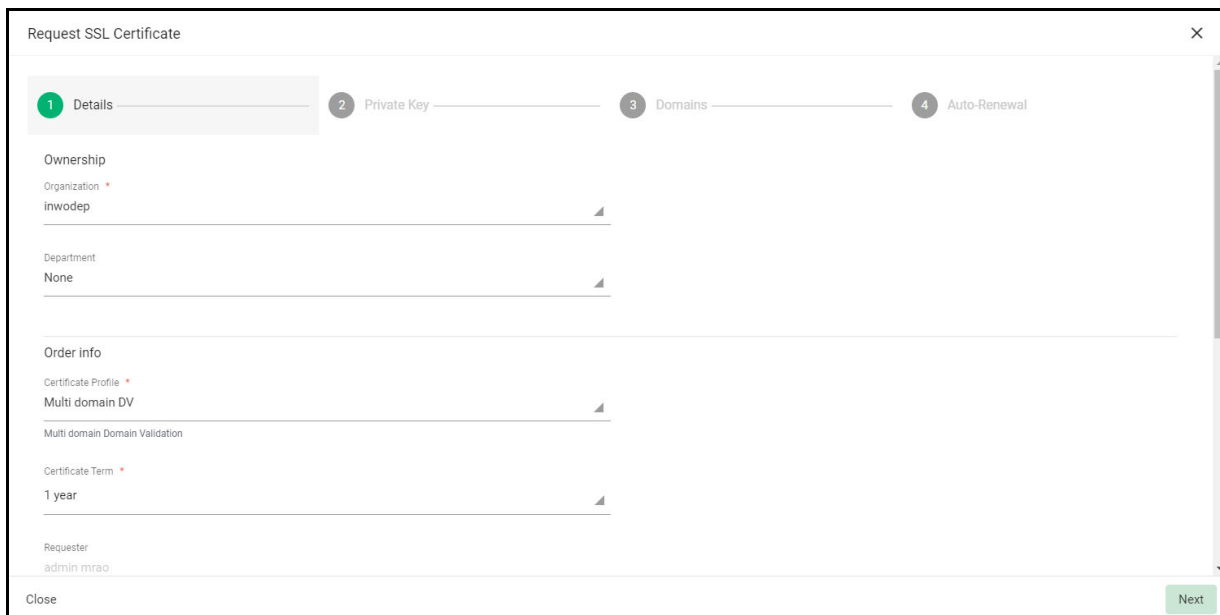 Request SSL Certificate
1 Details 2 Private Key 3 Domains 4 Auto-Renewal
Ownership
Organization *
inwodep
Department
None
Order info
Certificate Profile *
Multi domain DV
Multi domain Domain Validation
Certificate Term *
1 year
Requester
admin mrao
Close Next